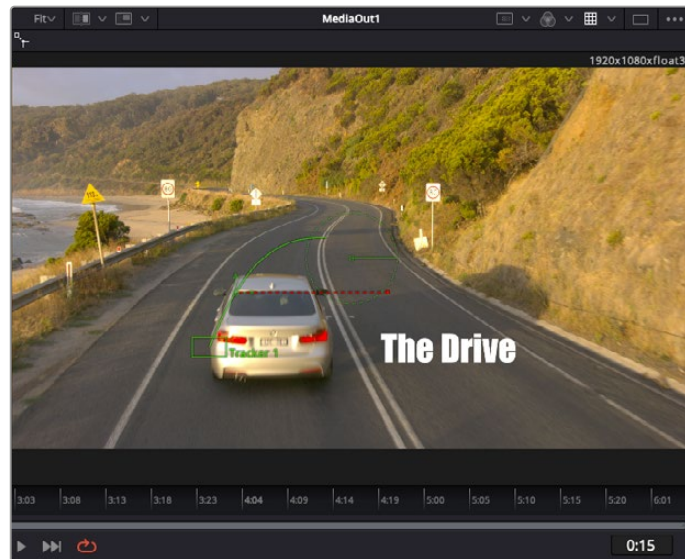 Fit MediaOut1
1920x1080xfloat3
Tracker 1
The Drive
3:03 3:08 3:13 3:18 3:23 4:04 4:09 4:14 4:19 5:00 5:05 5:10 5:15 5:20 6:01
0:15